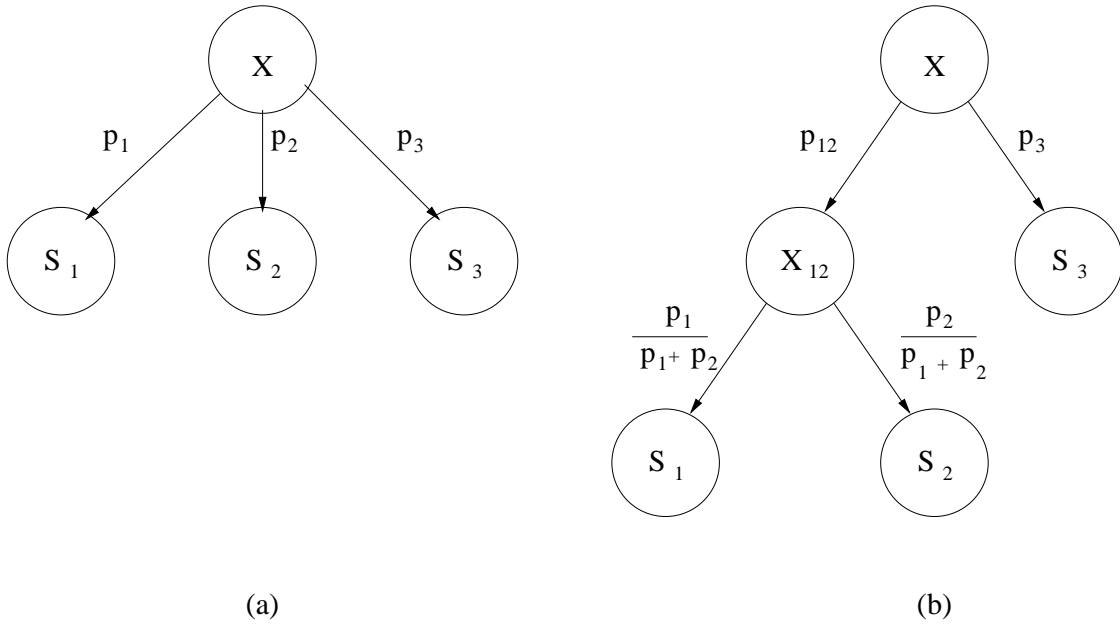 X
p₁
p₂
p₃
S₁
S₂
S₃
(a)
X
p₁₂
p₃
X₁₂
S₃
p₁
p₁ + p₂
p₂
p₁ + p₂
S₁
S₂
(b)